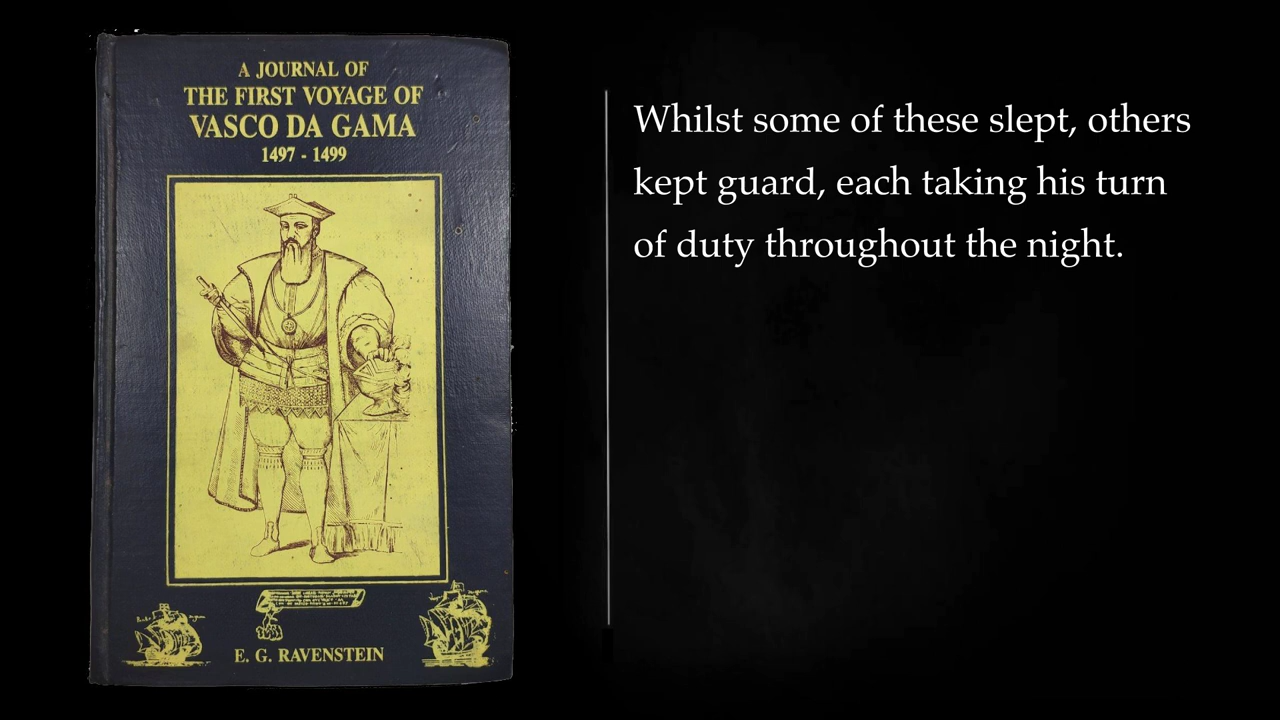 A JOURNAL OF
THE FIRST VOYAGE OF
VASCO DA GAMA
1497 - 1499
E. G. RAVENSTEIN
Whilst some of these slept, others
kept guard, each taking his turn
of duty throughout the night.